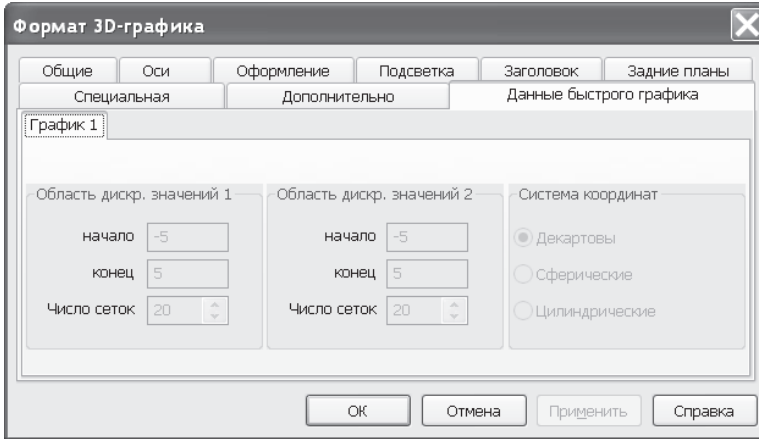 Формат 3D-графика
Общие Оси Оформление Подсветка Заголовок Задние планы
Специальная Дополнительно Данные быстрого графика
График 1
Область дискр. значений 1 Область дискр. значений 2 Система координат
начало -5 начало -5 Декартовы
конец 5 конец 5 Сферические
Число сеток 20 Число сеток 20 Цилиндрические
ОК Отмена Применить Справка